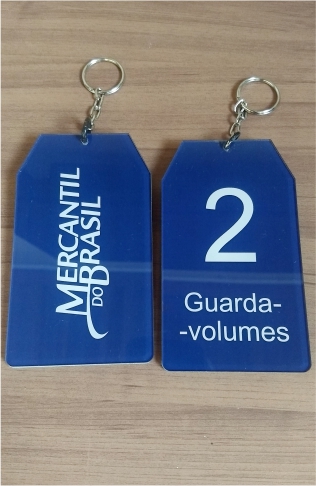 MERCANTIL
DO BRASIL
2
Guarda-
-volumes